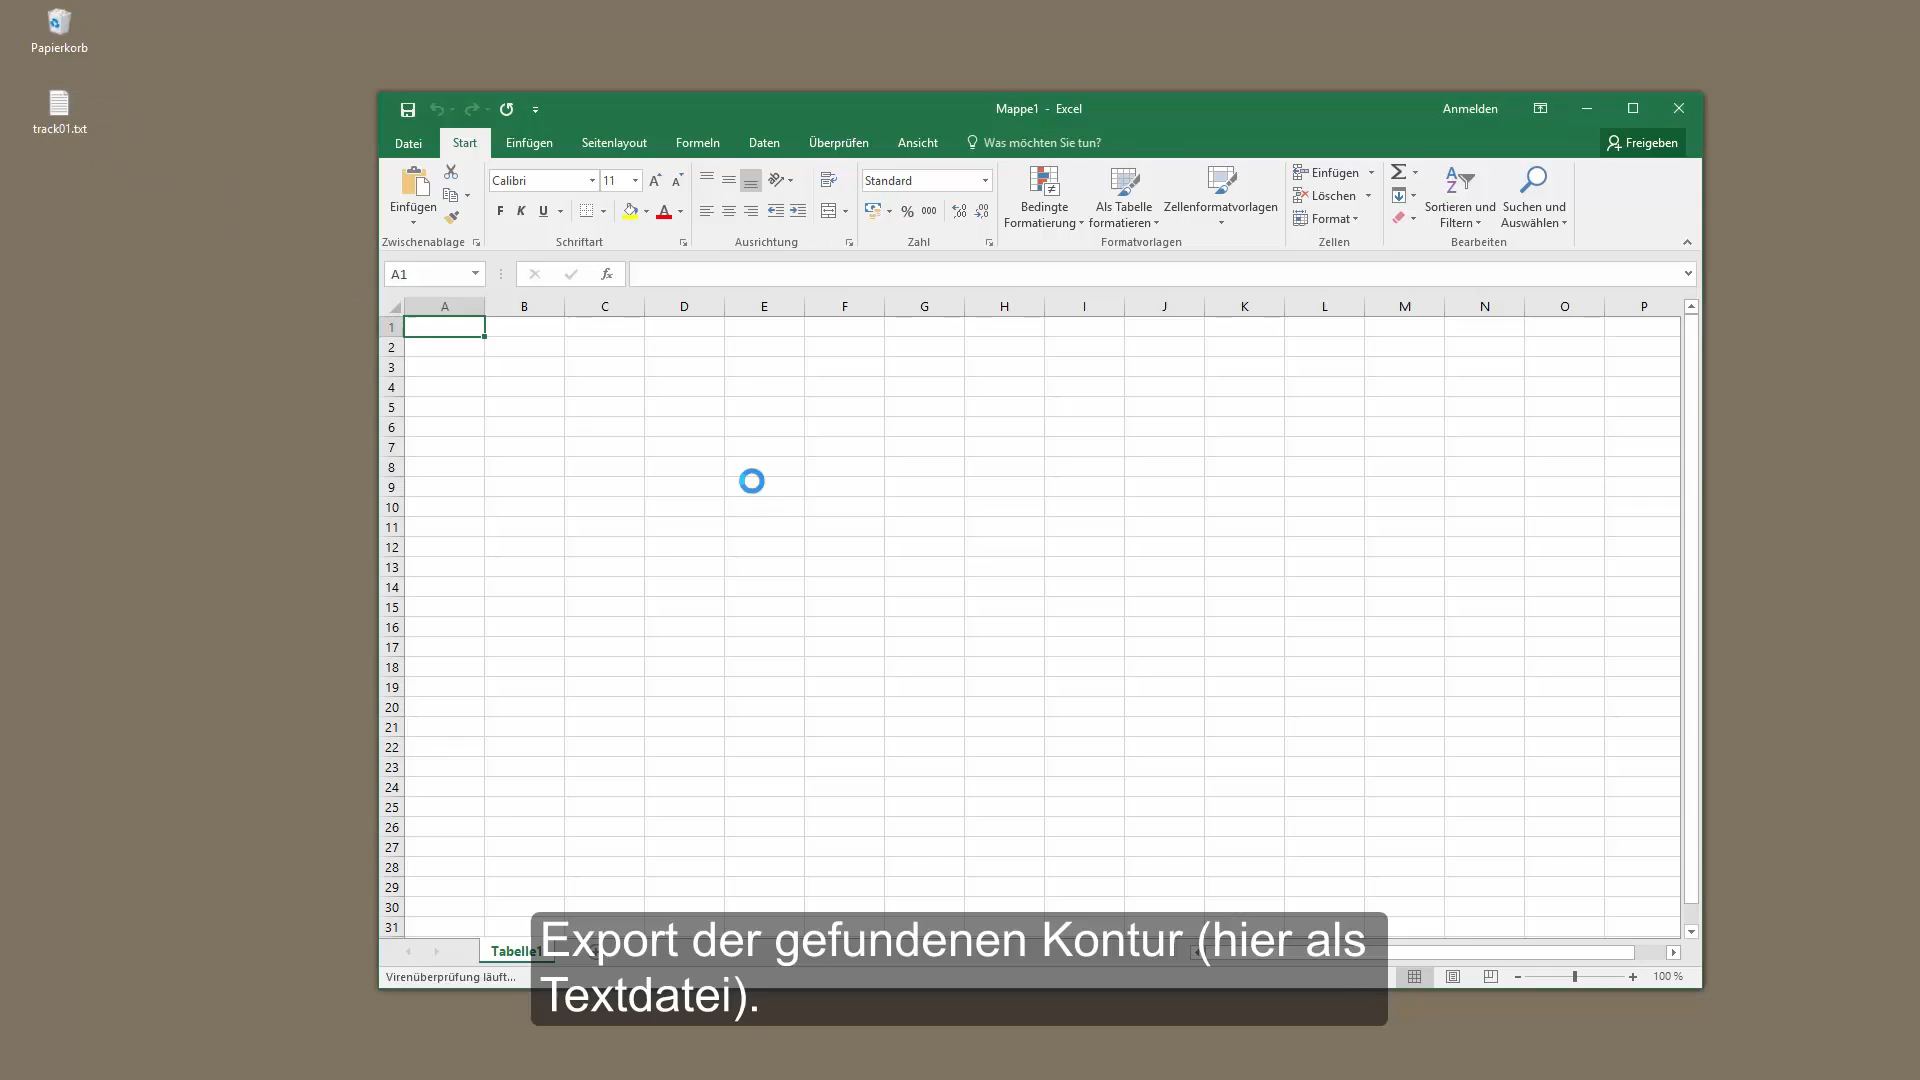 Papierkorb
track01.txt
Mappe1 - Excel
Anmelden
Datei
Start
Einfügen
Seitenlayout
Formeln
Daten
Überprüfen
Ansicht
Was möchten Sie tun?
Freigeben
Einfügen
Zwischenablage
Calibri
11
F K U
Schriftart
Ausrichtung
Standard
% 000
Zahl
Bedingte
Formatierung
Als Tabelle
formatieren
Zellenformatvorlagen
Formatvorlagen
Einfügen
Löschen
Format
Zellen
Sortieren und
Filtern
Suchen und
Auswählen
Bearbeiten
A1
fx
A B C D E F G H I J K L M N O P
1
2
3
4
5
6
7
8
9
10
11
12
13
14
15
16
17
18
19
20
21
22
23
24
25
26
27
28
29
30
31
Tabelle1
Virenüberprüfung läuft...
100 %
Export der gefundenen Kontur (hier als
Textdatei).